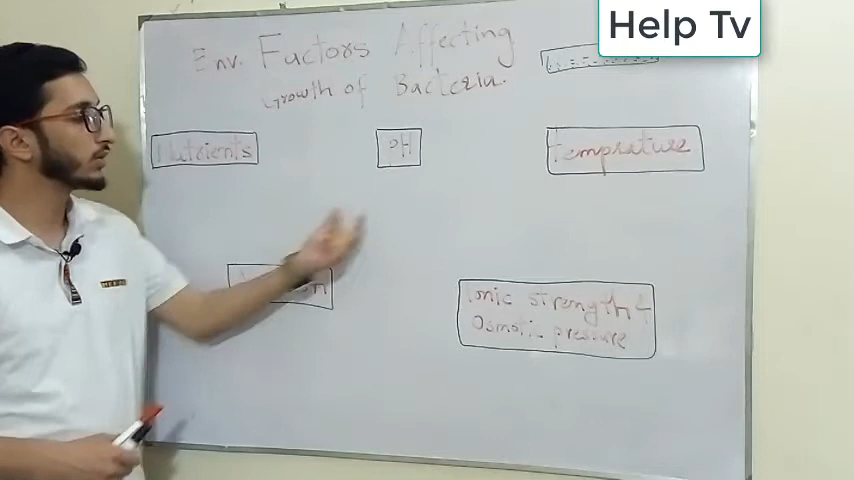 Help Tv
Env. Factors Affecting
Growth of Bacteria.
Nutrients
PH
Temprature
Ionic strength &
Osmotic pressure